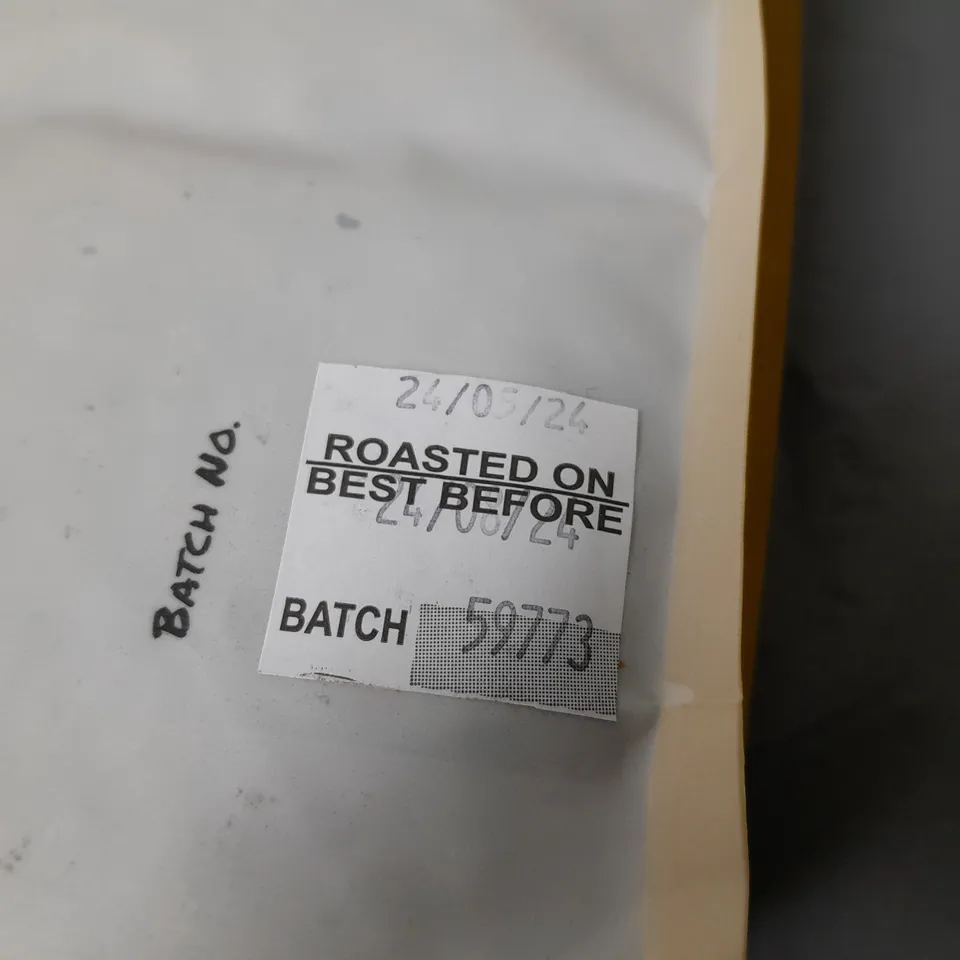 BATCH NO.
24/05/24
ROASTED ON
BEST BEFORE
24/08/24
BATCH 59773